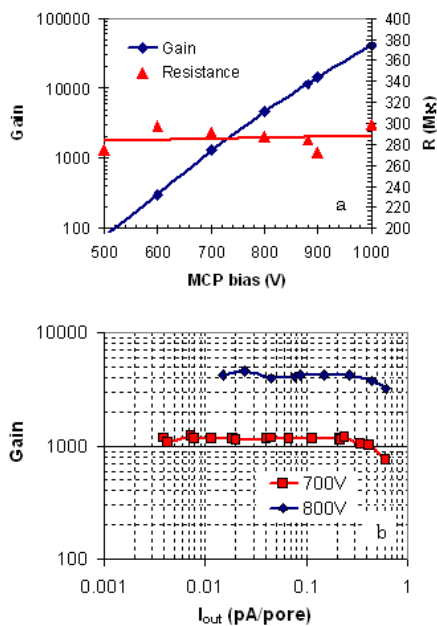 100000
10000
1000
100
Gain
400
380
360
340
320
300
280
260
240
220
200
R (Mℵ)
Gain
Resistance
a
500 600 700 800 900 1000
MCP bias (V)
10000
1000
100
Gain
700V
800V
b
0.001 0.01 0.1 1
Iout (pA/pore)